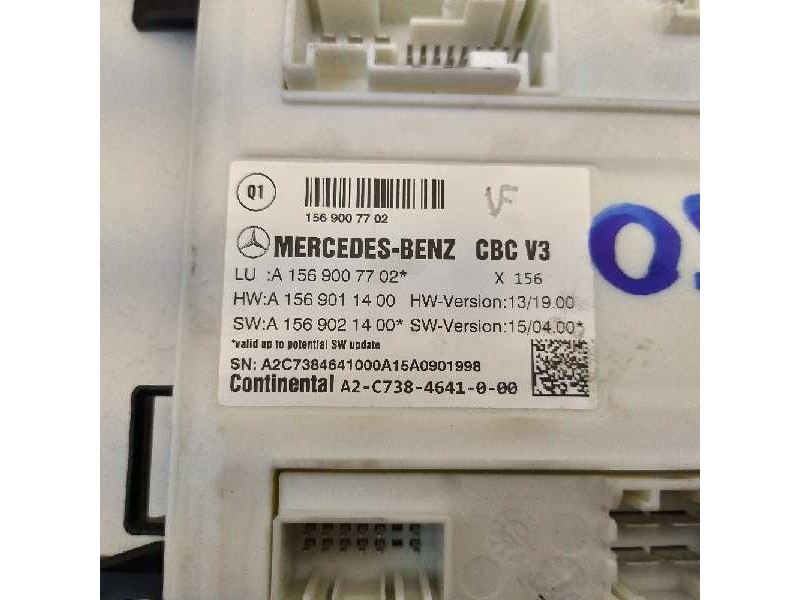 Q1
156 900 77 02
VF
MERCEDES-BENZ CBC V3
LU :A 156 900 77 02* X 156
HW:A 156 901 14 00 HW-Version:13/19.00
SW:A 156 902 14 00* SW-Version:15/04.00*
*valid up to potential SW update
SN: A2C7384641000A15A0901998
Continental A2-C738-4641-0-00